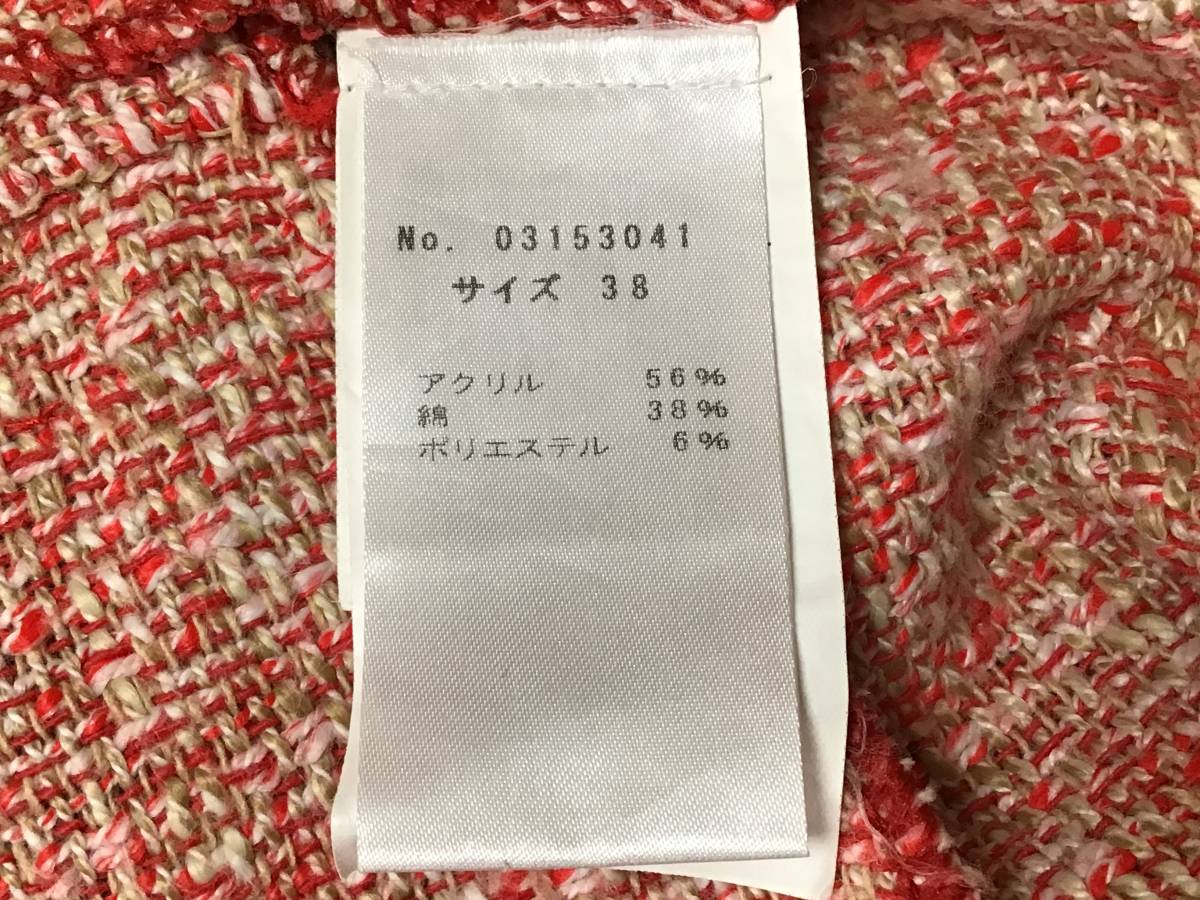 No. 03153041
サイズ 38
アクリル 56%
綿 38%
ポリエステル 6%